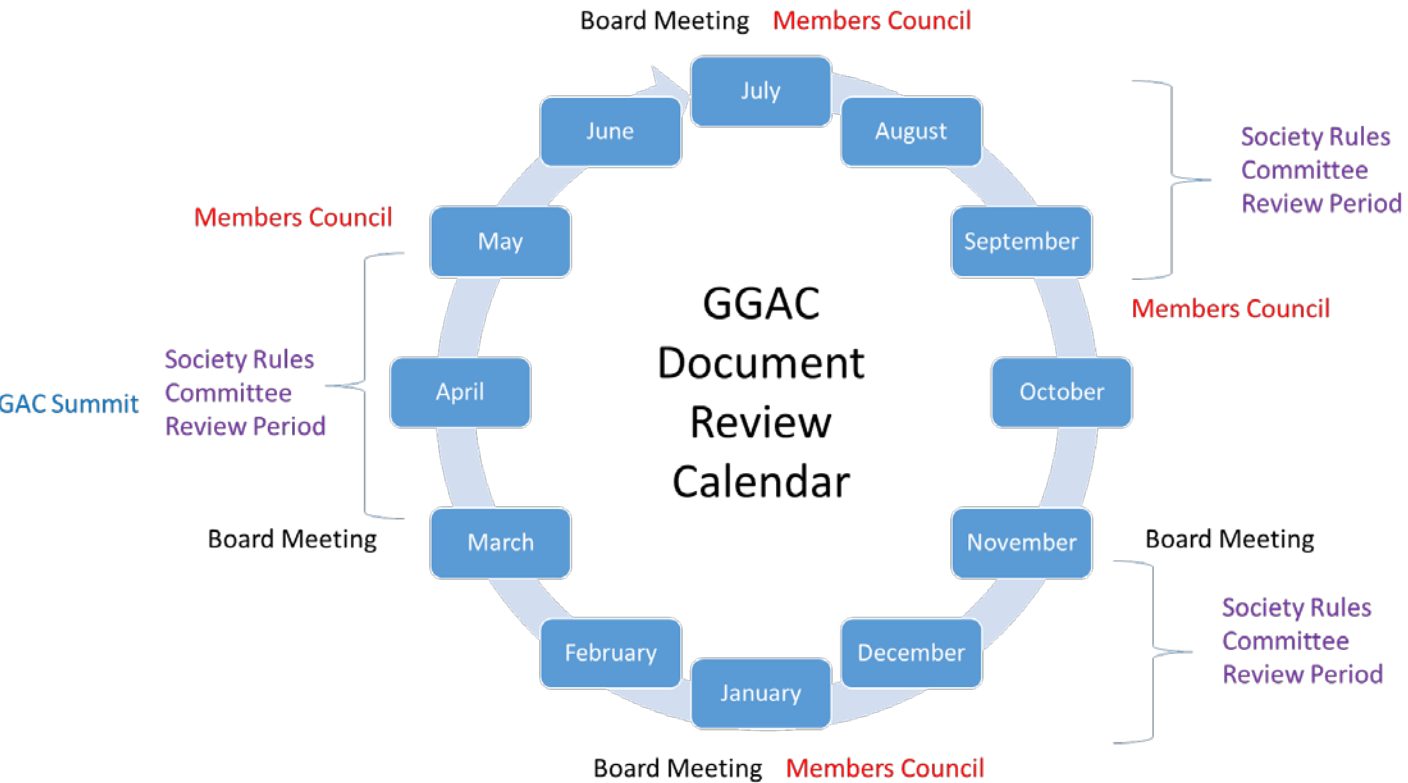 Board Meeting Members Council
July
June
August
Society Rules
Committee
Review Period
Members Council
May
September
GGAC
Document
Review
Calendar
Members Council
Society Rules
Committee
Review Period
GAC Summit
April
October
Board Meeting
March
November
Board Meeting
Society Rules
Committee
Review Period
February
December
January
Board Meeting Members Council